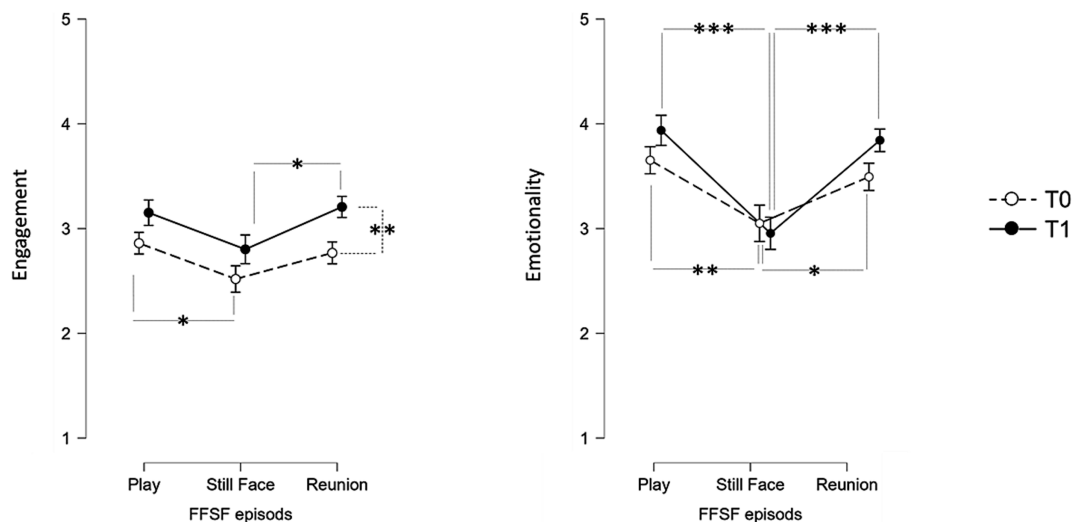 Engagement
5
4
3
2
1
*
*
**
Play Still Face Reunion
FFSF episods
Emotionality
5
4
3
2
1
*** ***
** *
Play Still Face Reunion
FFSF episods
T0
T1